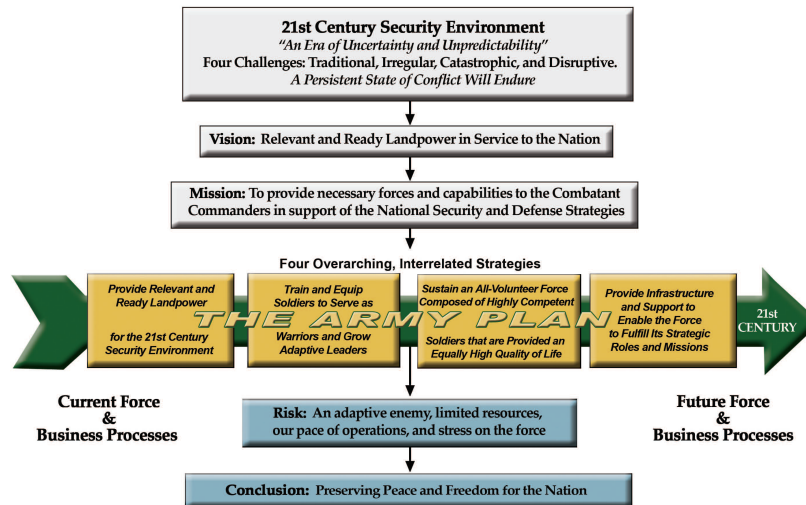 21st Century Security Environment
“An Era of Uncertainty and Unpredictability”
Four Challenges: Traditional, Irregular, Catastrophic, and Disruptive.
A Persistent State of Conflict Will Endure
Vision: Relevant and Ready Landpower in Service to the Nation
Mission: To provide necessary forces and capabilities to the Combatant
Commanders in support of the National Security and Defense Strategies
Four Overarching, Interrelated Strategies
Provide Relevant and
Ready Landpower
for the 21st Century
Security Environment
Train and Equip
Soldiers to Serve as
Warriors and Grow
Adaptive Leaders
Sustain an All-Volunteer Force
Composed of Highly Competent
Soldiers that are Provided an
Equally High Quality of Life
Provide Infrastructure
and Support to
Enable the Force
to Fulfill Its Strategic
Roles and Missions
THE ARMY PLAN
21st
CENTURY
Current Force
&
Business Processes
Future Force
&
Business Processes
Risk: An adaptive enemy, limited resources,
our pace of operations, and stress on the force
Conclusion: Preserving Peace and Freedom for the Nation